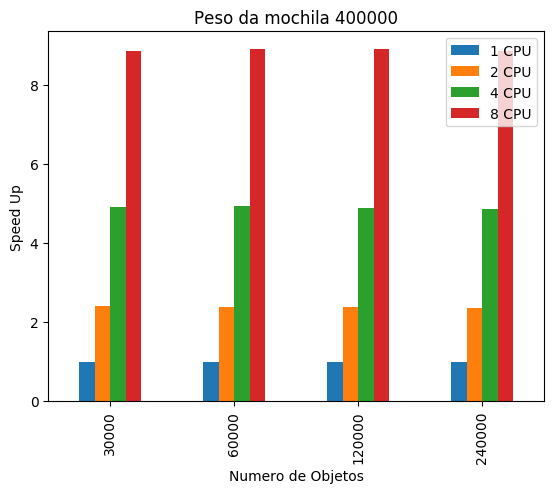 Peso da mochila 400000
1 CPU
2 CPU
4 CPU
8 CPU
Speed Up
8
6
4
2
0
30000
60000
120000
240000
Numero de Objetos